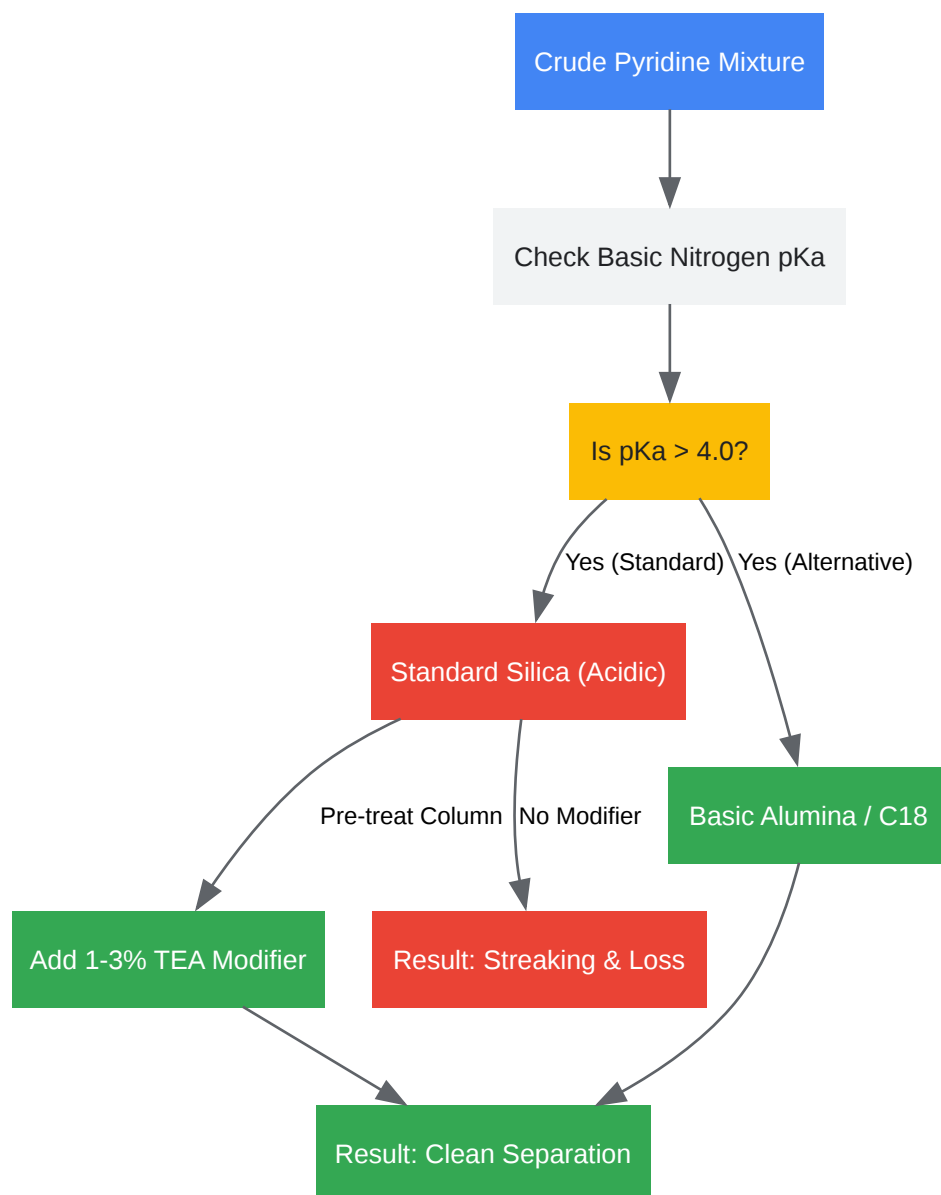 Crude Pyridine Mixture
Check Basic Nitrogen pKa
Is pKa > 4.0?
Yes (Standard)
Yes (Alternative)
Standard Silica (Acidic)
Pre-treat Column
No Modifier
Basic Alumina / C18
Add 1-3% TEA Modifier
Result: Streaking & Loss
Result: Clean Separation